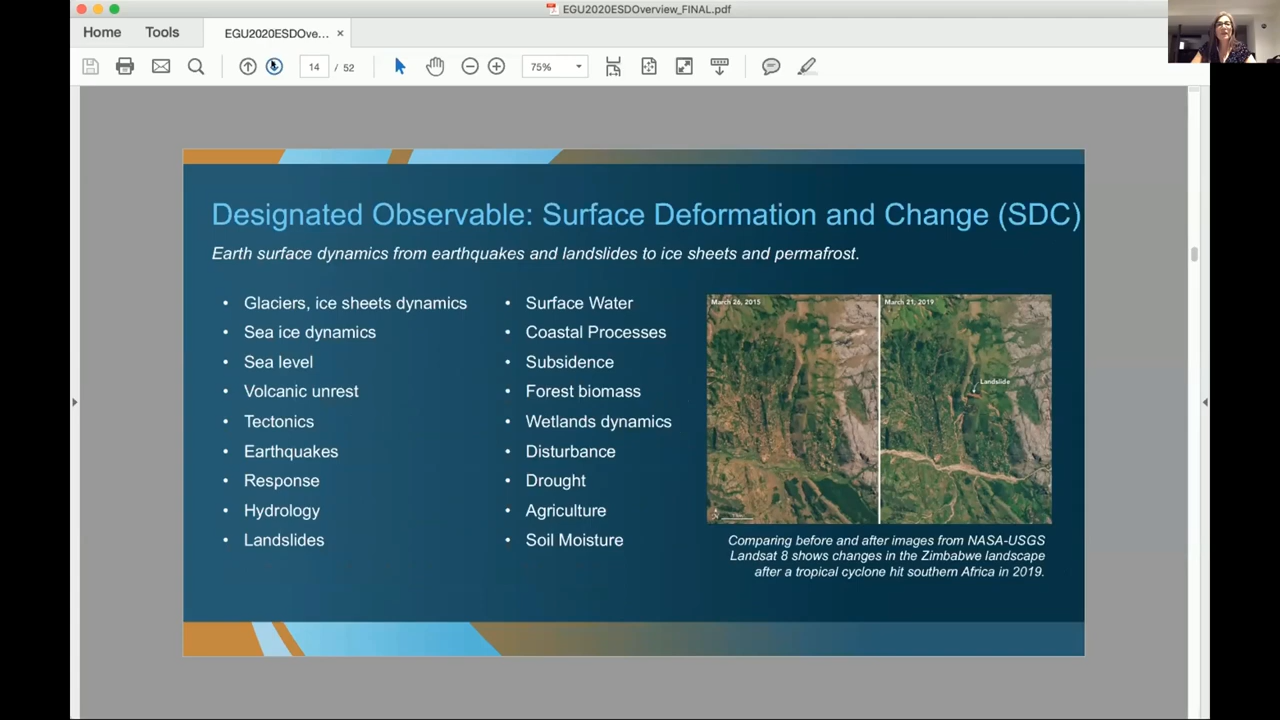 EGU2020ESDOverview_FINAL.pdf
Home Tools EGU2020ESDOve... ×
14 / 52 75%
Designated Observable: Surface Deformation and Change (SDC)
Earth surface dynamics from earthquakes and landslides to ice sheets and permafrost.
• Glaciers, ice sheets dynamics
• Sea ice dynamics
• Sea level
• Volcanic unrest
• Tectonics
• Earthquakes
• Response
• Hydrology
• Landslides
• Surface Water
• Coastal Processes
• Subsidence
• Forest biomass
• Wetlands dynamics
• Disturbance
• Drought
• Agriculture
• Soil Moisture
March 26, 2015
March 21, 2019
Landslide
Comparing before and after images from NASA-USGS
Landsat 8 shows changes in the Zimbabwe landscape
after a tropical cyclone hit southern Africa in 2019.